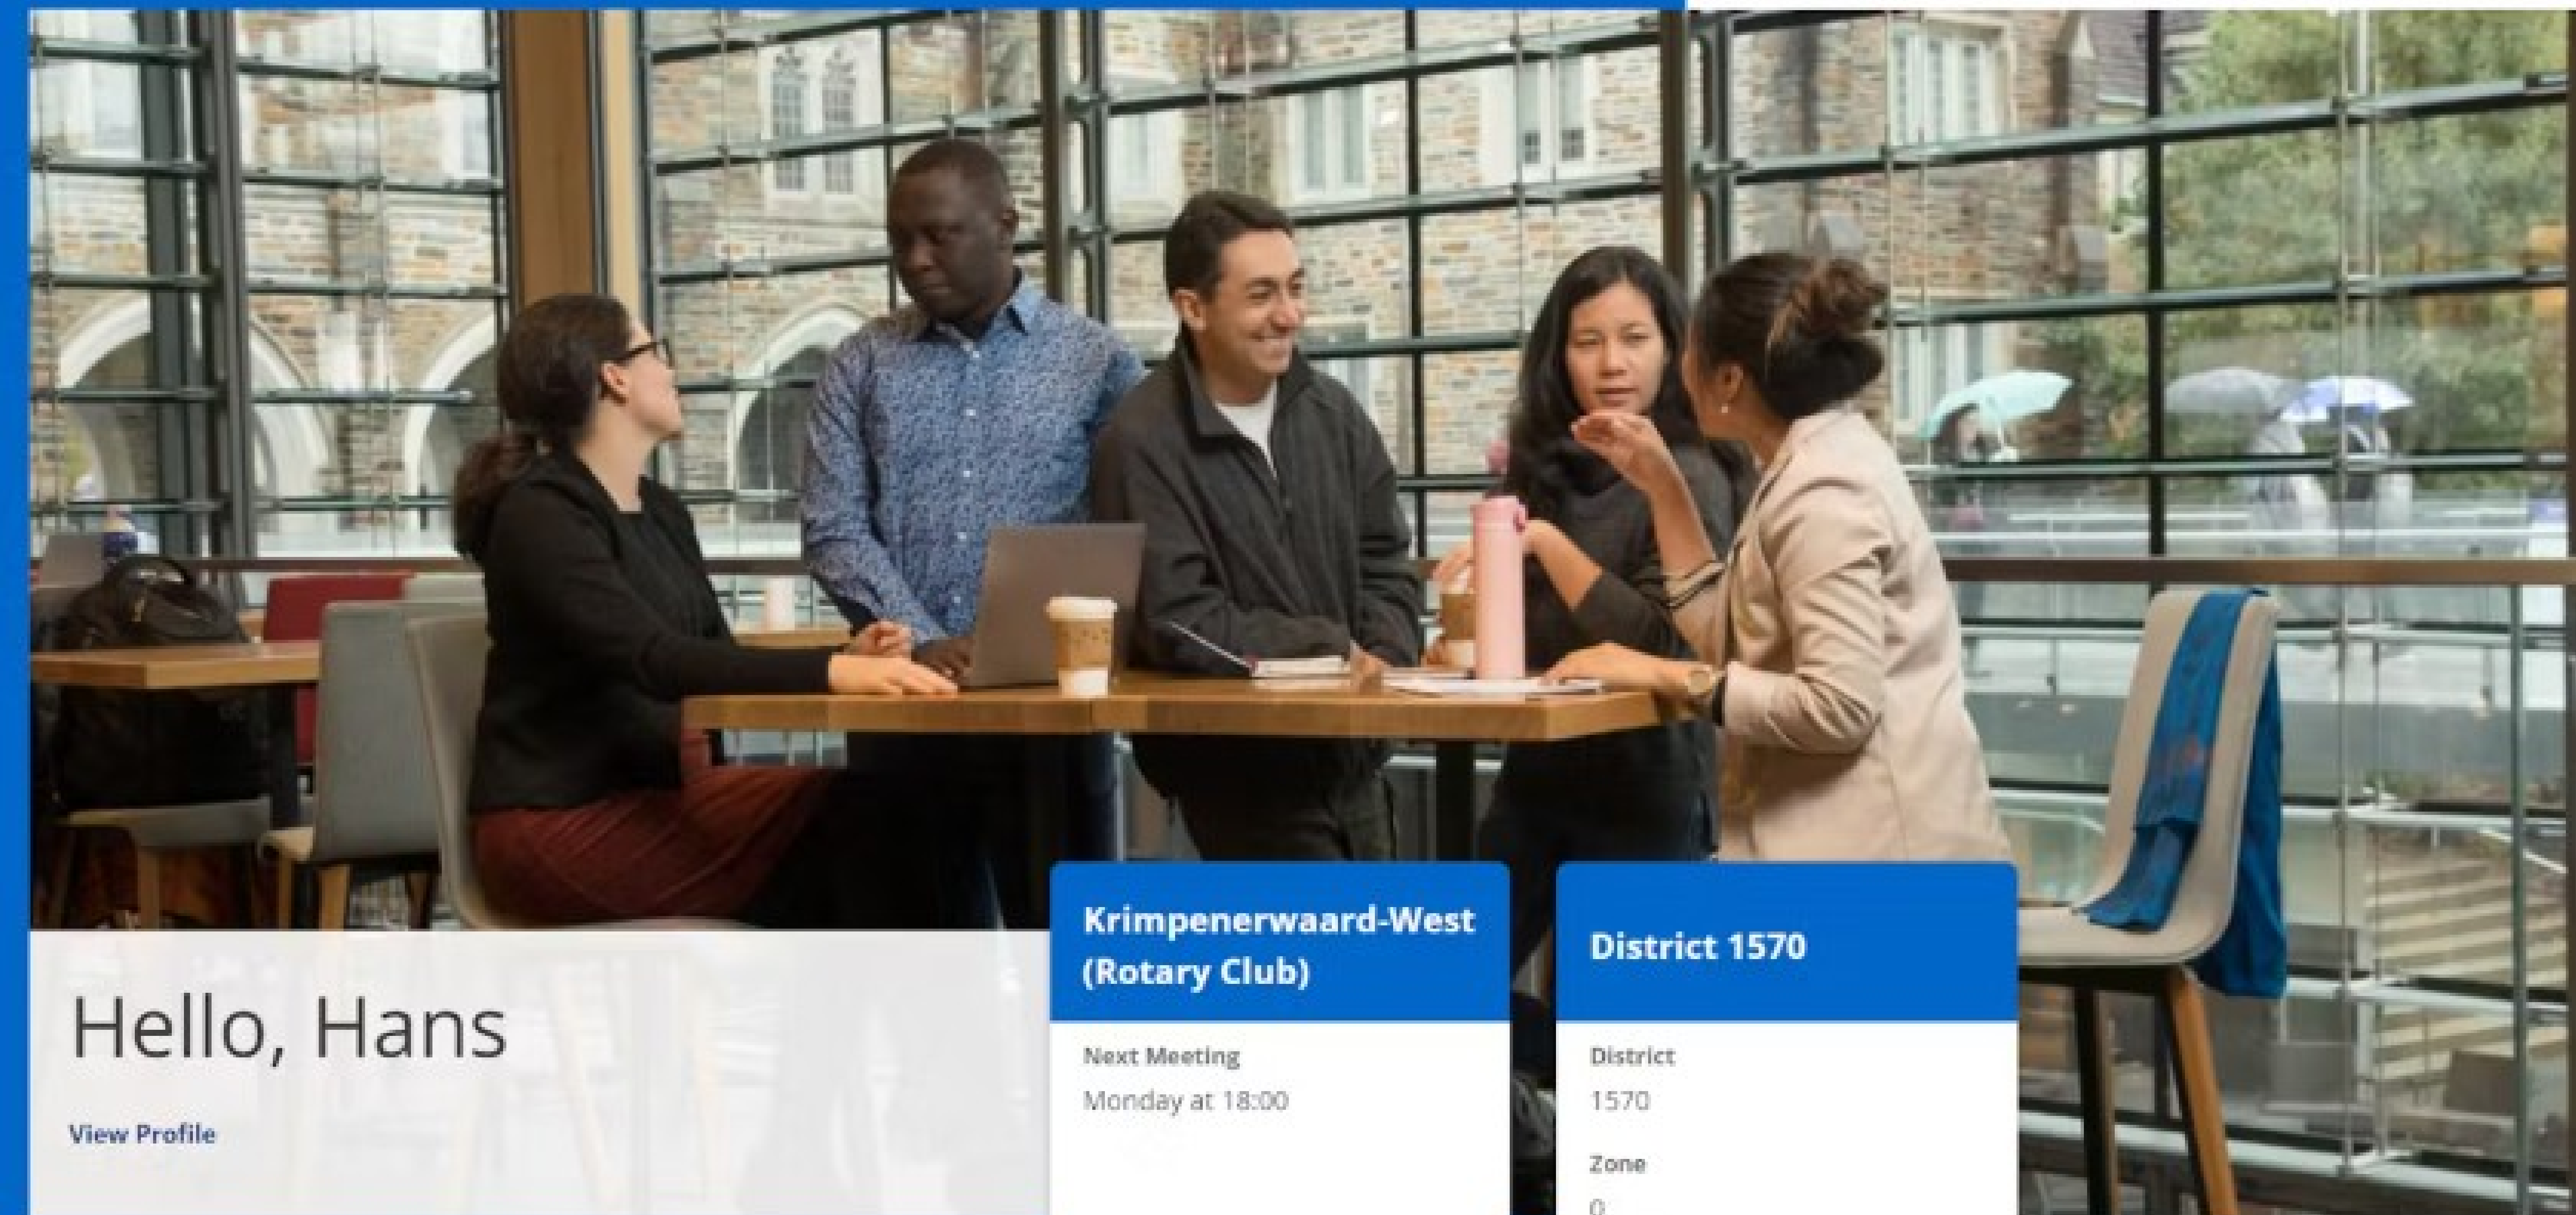 Hello, Hans
View Profile
Krimpenerwaard-West
(Rotary Club)
Next Meeting
Monday at 18:00
District 1570
District
1570
Zone
0